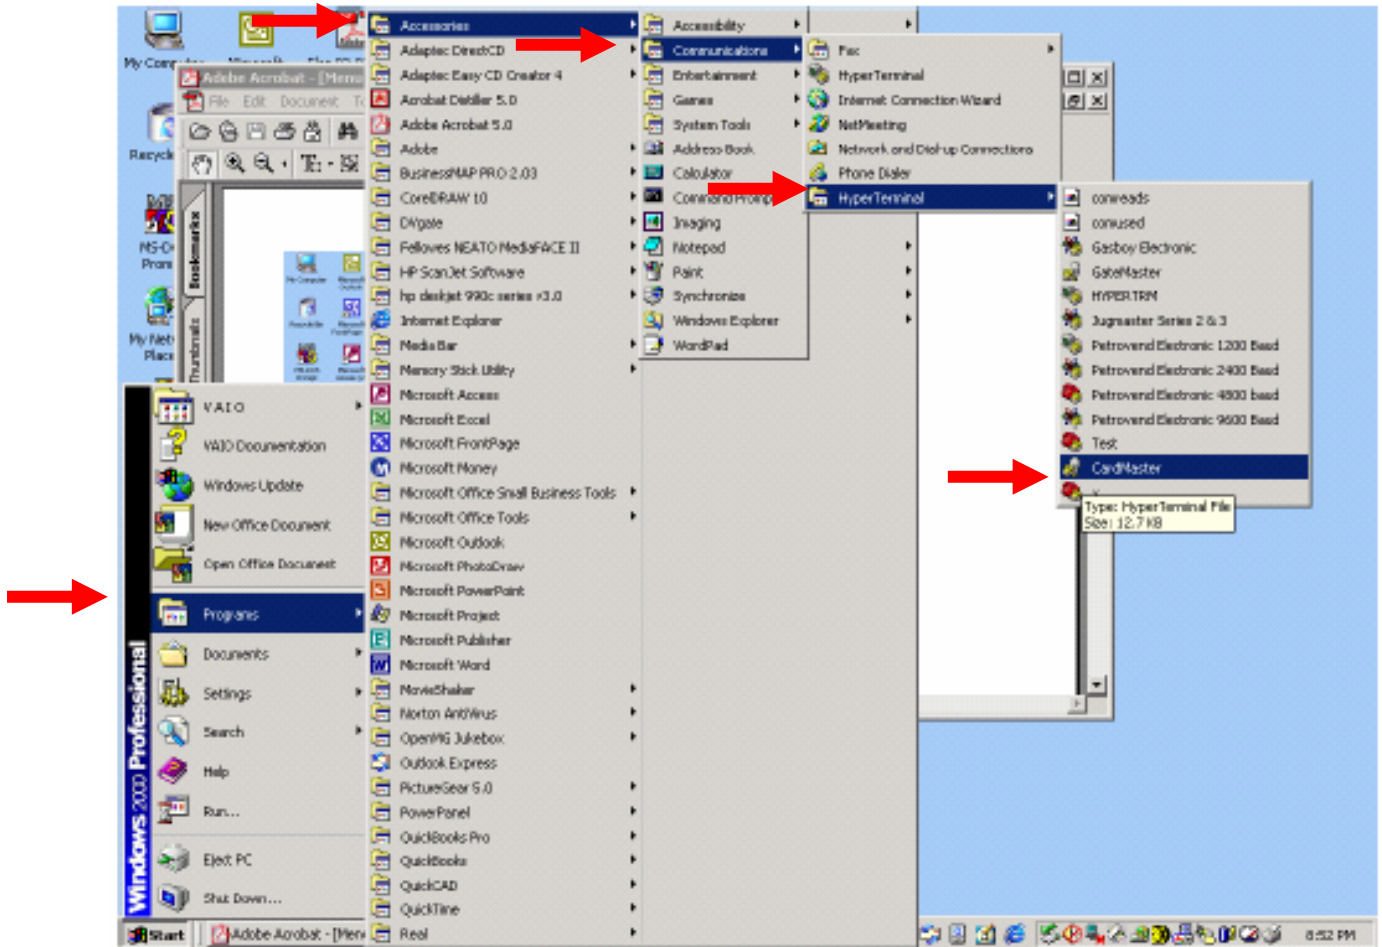 My Computer
Adobe Acrobat - [Menu
File Edit Document
Recycle
MS-D
Prom
My Net
Place
Bookmarks
Thumbnails
My Computer
Windows 2000 Professional
VAIO
VAIO Documentation
Windows Update
New Office Document
Open Office Document
Programs
Documents
Settings
Search
Help
Run...
Eject PC
Shut Down...
Accessories
Adaptec DirectCD
Adaptec Easy CD Creator 4
Acrobat Distiller 5.0
Adobe Acrobat 5.0
Adobe
BusinessMAP PRO 2.03
CorelDRAW 10
DVgate
Fellowes NEATO MediaFACE II
HP ScanJet Software
hp deskjet 990c series v3.0
Internet Explorer
Media Bar
Memory Stick Utility
Microsoft Access
Microsoft Excel
Microsoft FrontPage
Microsoft Money
Microsoft Office Small Business Tools
Microsoft Office Tools
Microsoft Outlook
Microsoft PhotoDraw
Microsoft PowerPoint
Microsoft Project
Microsoft Publisher
Microsoft Word
MovieShaker
Norton AntiVirus
OpenMG Jukebox
Outlook Express
PictureGear 5.0
PowerPanel
QuickBooks Pro
QuickBooks
QuickCAD
QuickTime
Real
Accessibility
Communications
Entertainment
Games
System Tools
Address Book
Calculator
Command Promp
Imaging
Notepad
Paint
Synchronize
Windows Explorer
WordPad
Fax
HyperTerminal
Internet Connection Wizard
NetMeeting
Network and Dial-up Connections
Phone Dialer
HyperTerminal
comreads
comused
Gasboy Electronic
GateMaster
HYPERTRM
Jugmaster Series 2 & 3
Petrovend Electronic 1200 Baud
Petrovend Electronic 2400 Baud
Petrovend Electronic 4800 baud
Petrovend Electronic 9600 Baud
Test
CardMaster
Type: HyperTerminal File
Size: 12.7 KB
Start
Adobe Acrobat - [Men
8:52 PM